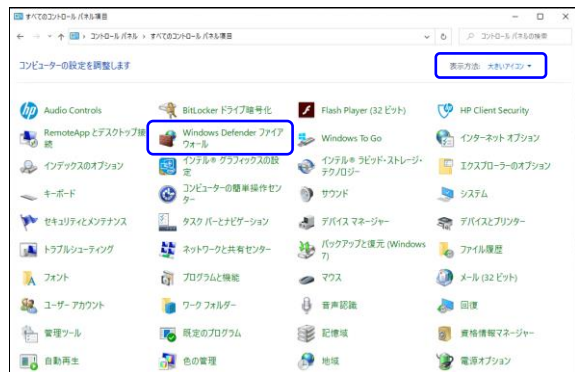 すべてのコントロール パネル項目
コントロール パネル › すべてのコントロール パネル項目
コントロール パネルの検索
コンピューターの設定を調整します
表示方法: 大きいアイコン
Audio Controls
BitLocker ドライブ暗号化
Flash Player (32 ビット)
HP Client Security
RemoteApp とデスクトップ接
続
Windows Defender ファイア
ウォール
Windows To Go
インターネット オプション
インデックスのオプション
インテル® グラフィックスの設
定
インテル® ラピッド・ストレージ・
テクノロジー
エクスプローラーのオプション
キーボード
コンピューターの簡単操作セン
ター
サウンド
システム
セキュリティとメンテナンス
タスク バーとナビゲーション
デバイス マネージャー
デバイスとプリンター
トラブルシューティング
ネットワークと共有センター
バックアップと復元 (Windows
7)
ファイル履歴
フォント
プログラムと機能
マウス
メール (32 ビット)
ユーザー アカウント
ワーク フォルダー
音声認識
回復
管理ツール
既定のプログラム
記憶域
資格情報マネージャー
自動再生
色の管理
地域
電源オプション